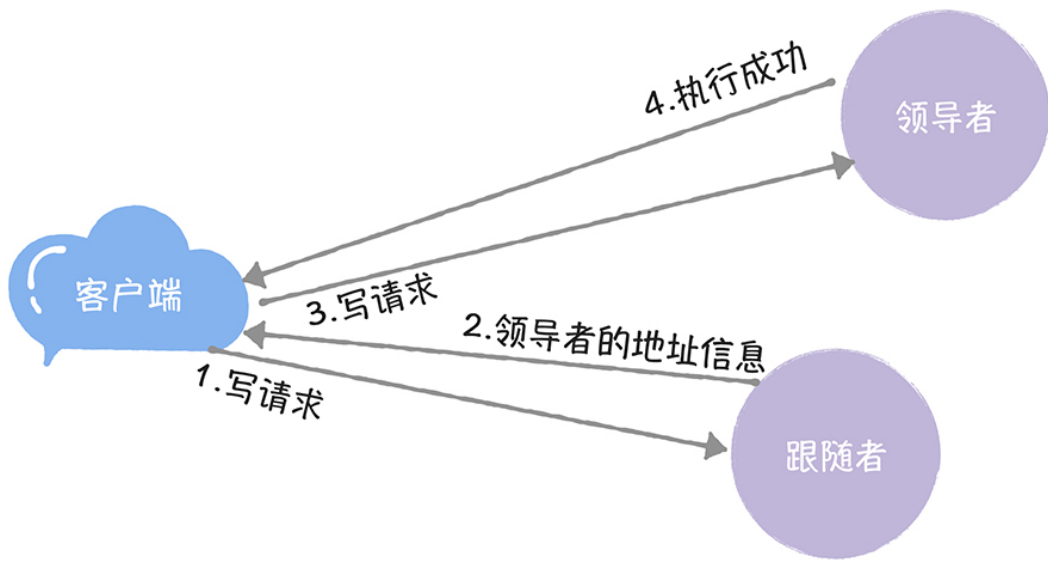 4.执行成功
领导者
客户端
3.写请求
2.领导者的地址信息
1.写请求
跟随者